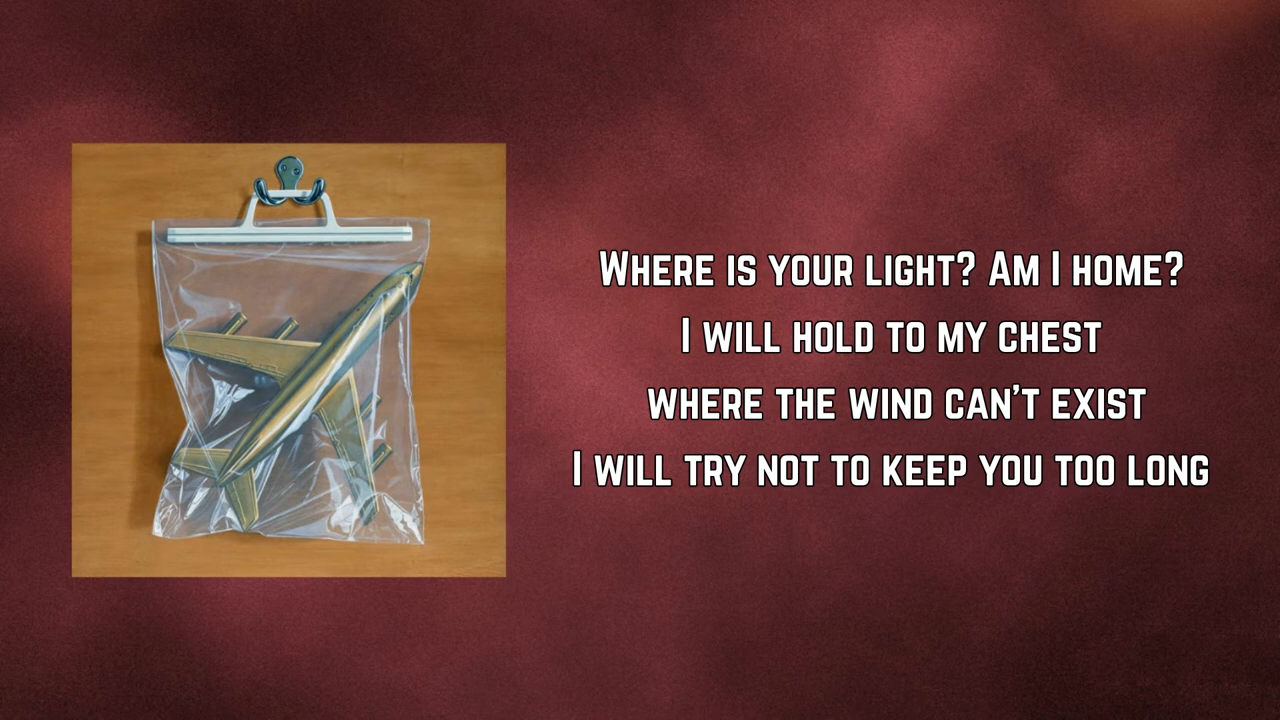 Where is your light? Am I home?
I will hold to my chest
where the wind can't exist
I will try not to keep you too long